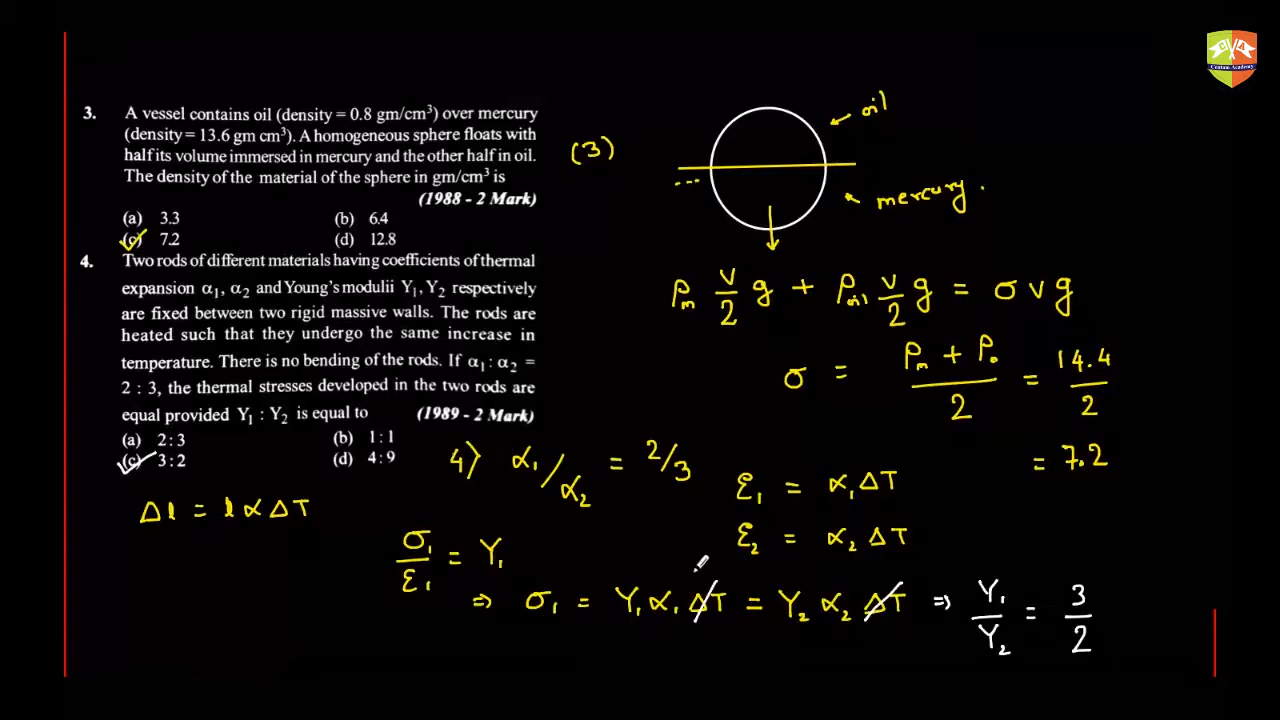 3. A vessel contains oil (density = 0.8 gm/cm³) over mercury
(density = 13.6 gm cm³). A homogeneous sphere floats with
half its volume immersed in mercury and the other half in oil.
The density of the material of the sphere in gm/cm³ is
(1988 - 2 Mark)
(a) 3.3 (b) 6.4
(c) 7.2 (d) 12.8
4. Two rods of different materials having coefficients of thermal
expansion α₁, α₂ and Young's modulii Y₁, Y₂ respectively
are fixed between two rigid massive walls. The rods are
heated such that they undergo the same increase in
temperature. There is no bending of the rods. If α₁ : α₂ =
2 : 3, the thermal stresses developed in the two rods are
equal provided Y₁ : Y₂ is equal to (1989 - 2 Mark)
(a) 2 : 3 (b) 1 : 1
(c) 3 : 2 (d) 4 : 9
Δl = lαΔT
(3)
oil
mercury.
ρm V/2 g + ρoil V/2 g = σVg
σ = (ρm + ρo)/2 = 14.4/2
= 7.2
4) α₁/α₂ = 2/3
ε₁ = α₁ΔT
ε₂ = α₂ΔT
σ₁/ε₁ = Y₁
⇒ σ₁ = Y₁α₁ΔT = Y₂α₂ΔT ⇒ Y₁/Y₂ = 3/2
C A
Centum Academy